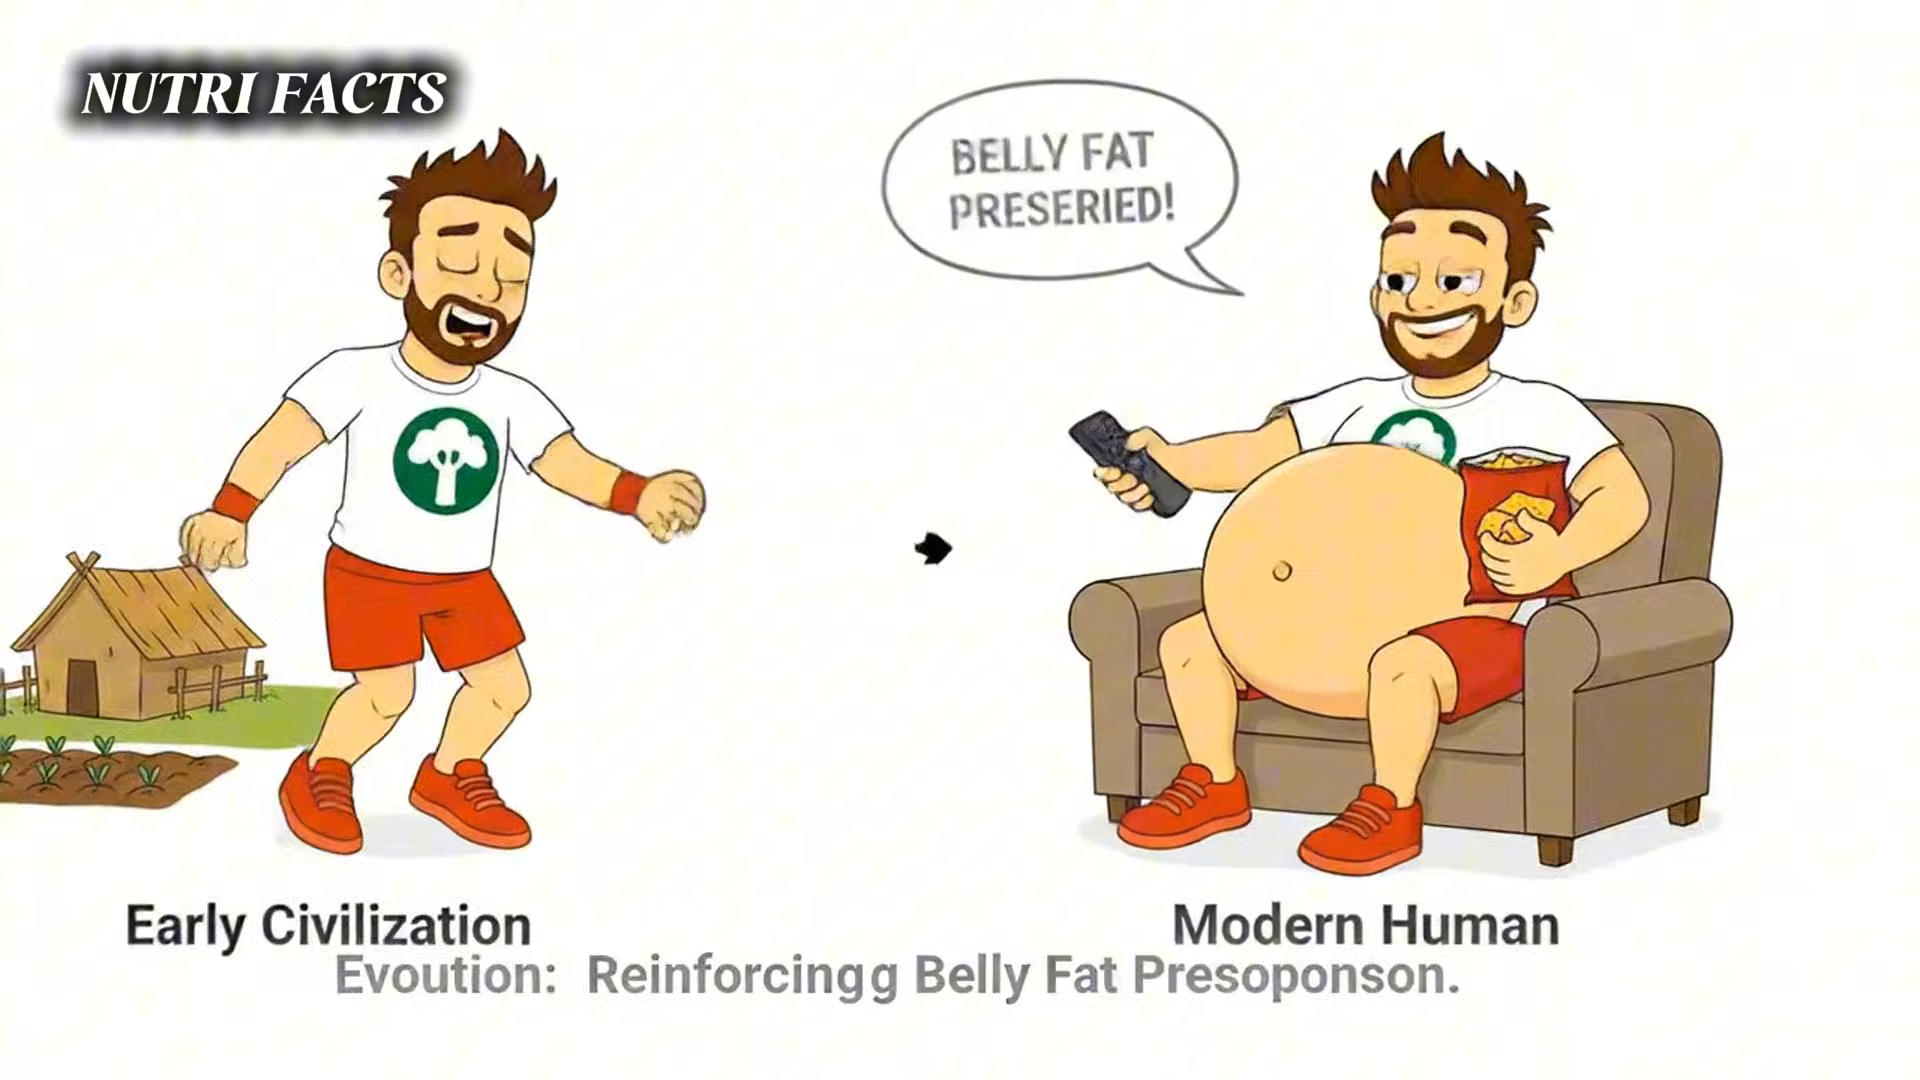 NUTRI FACTS
BELLY FAT
PRESERIED!
Early Civilization
Modern Human
Evoution: Reinforcingg Belly Fat Presoponson.